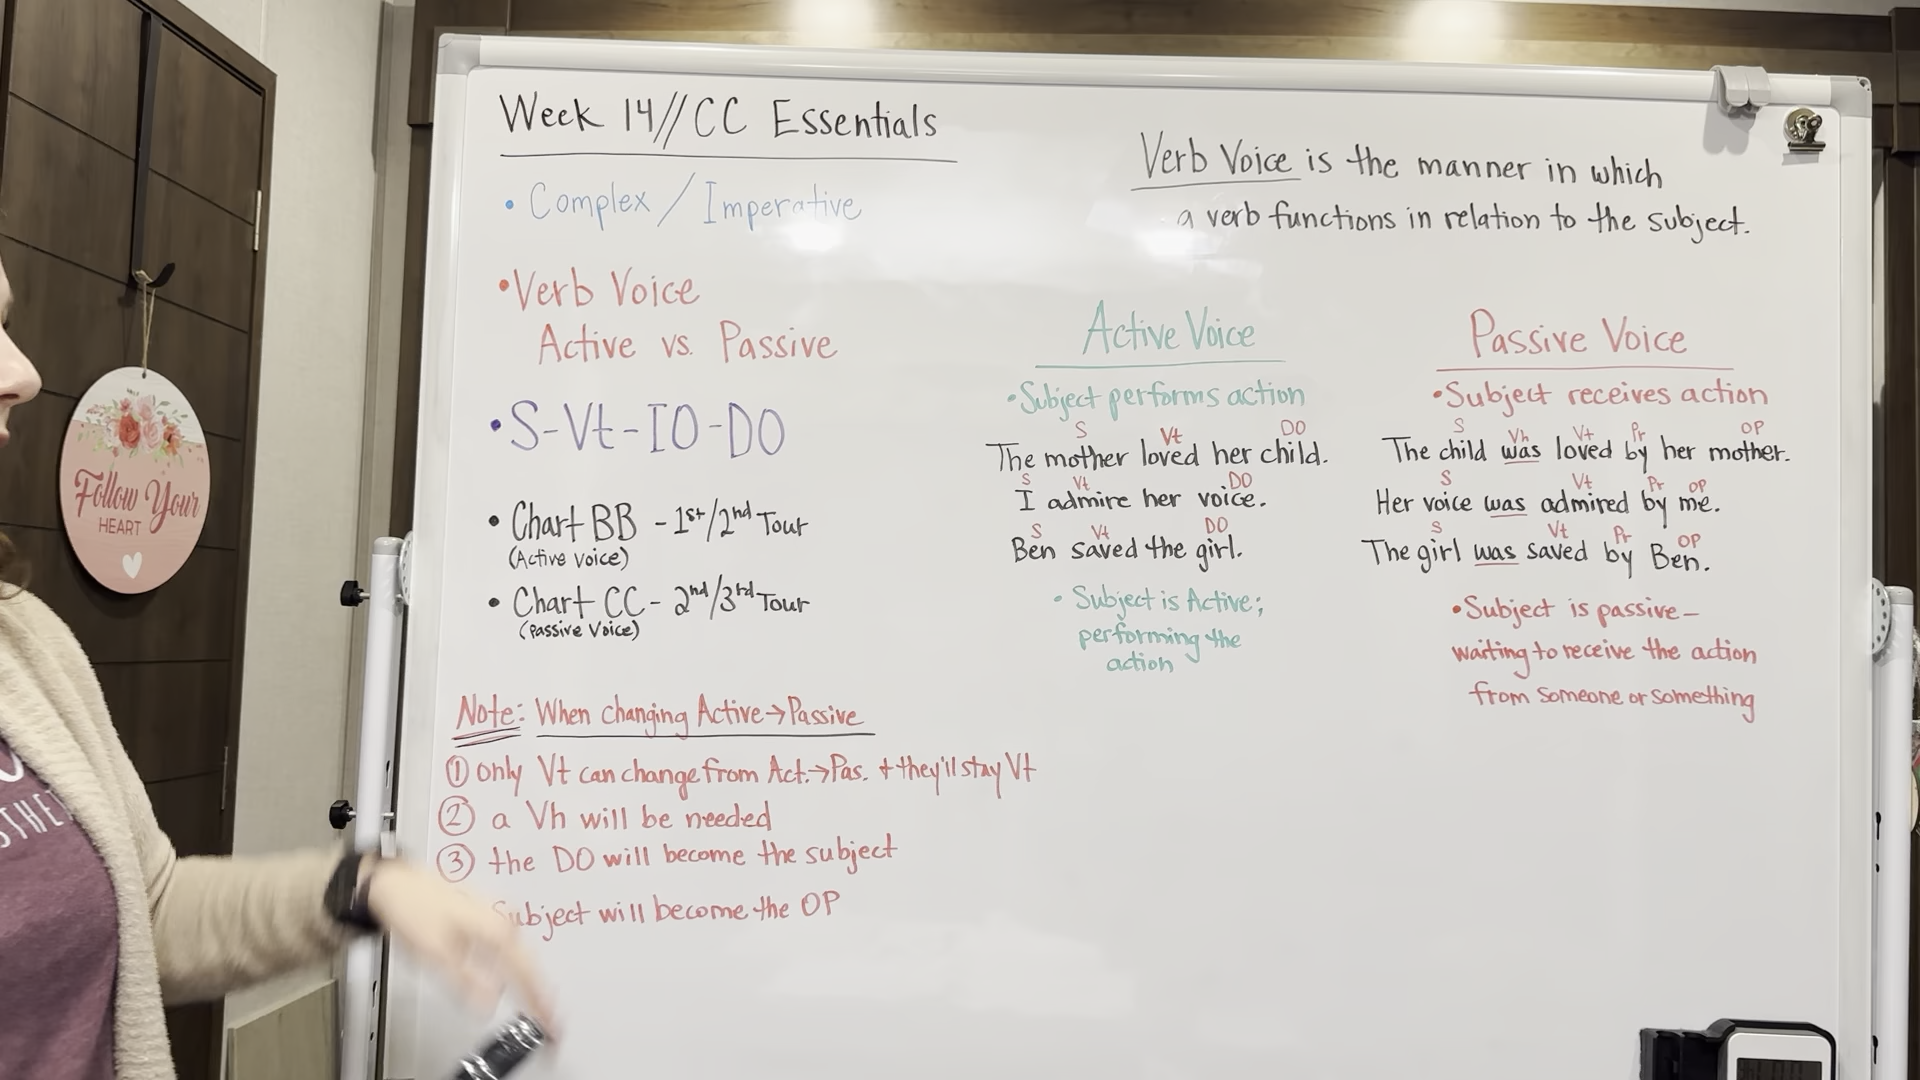 Week 14//CC Essentials
• Complex / Imperative
• Verb Voice
Active vs. Passive
• S-Vt-IO-DO
• Chart BB - 1st/2nd Tour
(Active Voice)
• Chart CC - 2nd/3rd Tour
(Passive Voice)
Note: When changing Active→Passive
① only Vt can change from Act.→Pas. + they'll stay Vt
② a Vh will be needed
③ the DO will become the subject
Subject will become the OP
Verb Voice is the manner in which
a verb functions in relation to the subject.
Active Voice
• Subject performs action
S Vt DO
The mother loved her child.
S Vt DO
I admire her voice.
S Vt DO
Ben saved the girl.
• Subject is Active;
performing the
action
Passive Voice
• Subject receives action
S Vh Vt Pr OP
The child was loved by her mother.
S Vt Pr OP
Her voice was admired by me.
S Vt Pr OP
The girl was saved by Ben.
• Subject is passive—
waiting to receive the action
from someone or something
Follow Your
HEART